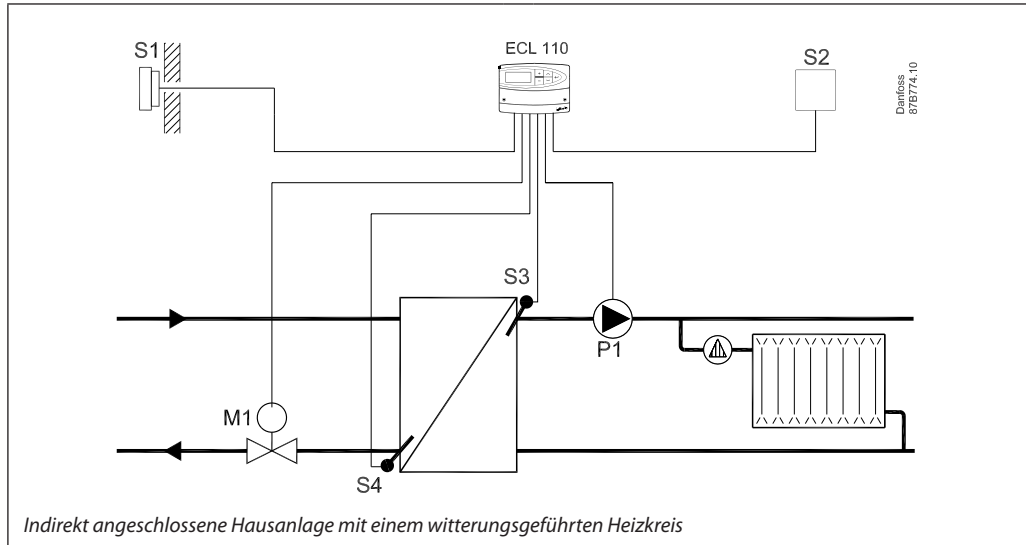 S1
ECL 110
S2
Danfoss
87B774.10
S3
P1
M1
S4
Indirekt angeschlossene Hausanlage mit einem witterungsgeführten Heizkreis